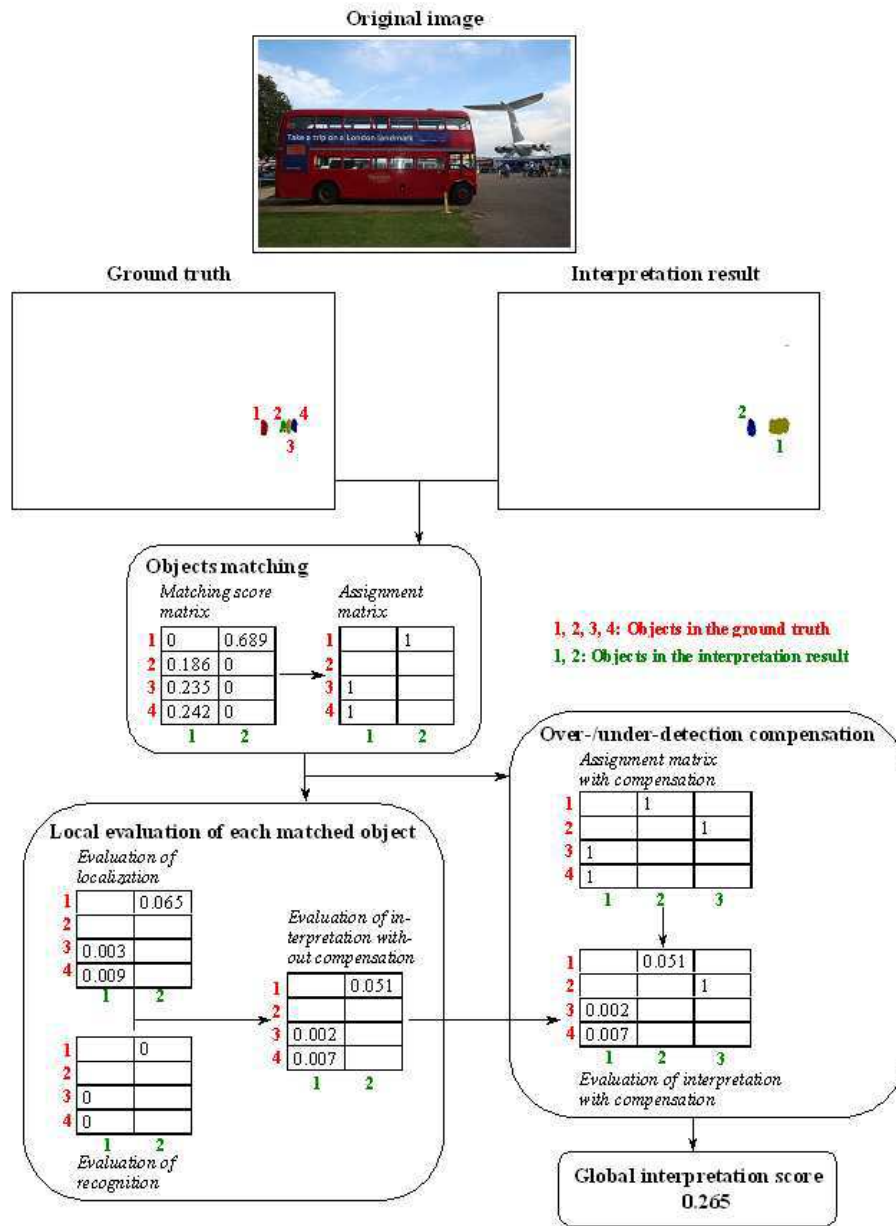 Original image
Take a trip on a London landmark
Ground truth
Interpretation result
1 2 4
3
2
1
Objects matching
Matching score
matrix
1 0 0.689
2 0.186 0
3 0.235 0
4 0.242 0
1 2
Assignment
matrix
1 1
2
3 1
4 1
1 2
1, 2, 3, 4: Objects in the ground truth
1, 2: Objects in the interpretation result
Over-/under-detection compensation
Assignment matrix
with compensation
1 1
2 1
3 1
4 1
1 2 3
Local evaluation of each matched object
Evaluation of
localization
1 0.065
2
3 0.003
4 0.009
1 2
Evaluation of in-
terpretation with-
out compensation
1 0.051
2
3 0.002
4 0.007
1 2
1 0
2
3 0
4 0
1 2
Evaluation of
recognition
1 0.051
2 1
3 0.002
4 0.007
1 2 3
Evaluation of interpretation
with compensation
Global interpretation score
0.265